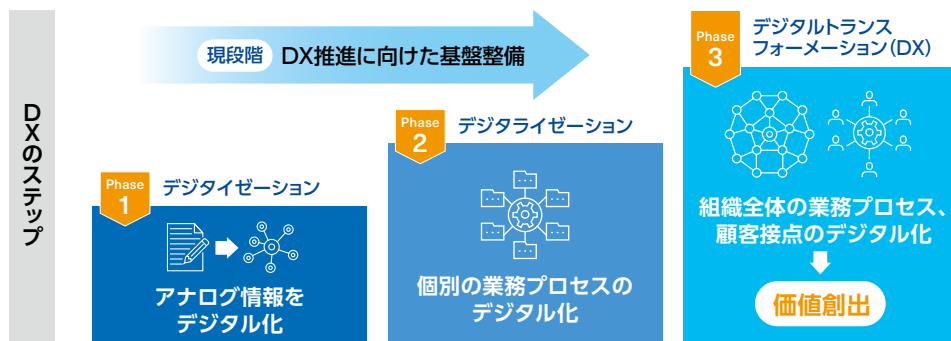 DXのステップ
現段階 DX推進に向けた基盤整備
Phase
1
デジタイゼーション
アナログ情報を
デジタル化
Phase
2
デジタライゼーション
個別の業務プロセスの
デジタル化
Phase
3
デジタルトランス
フォーメーション（DX）
組織全体の業務プロセス、
顧客接点のデジタル化
価値創出